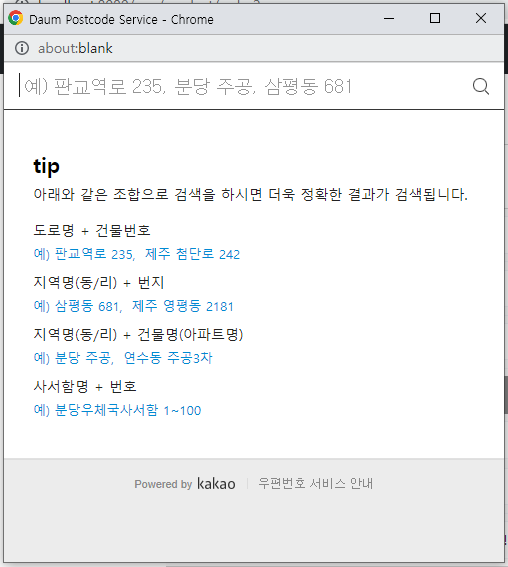 Daum Postcode Service - Chrome
about:blank
예) 판교역로 235, 분당 주공, 삼평동 681
tip
아래와 같은 조합으로 검색을 하시면 더욱 정확한 결과가 검색됩니다.
도로명 + 건물번호
예) 판교역로 235, 제주 첨단로 242
지역명(동/리) + 번지
예) 삼평동 681, 제주 영평동 2181
지역명(동/리) + 건물명(아파트명)
예) 분당 주공, 연수동 주공3차
사서함명 + 번호
예) 분당우체국사서함 1~100
Powered by kakao | 우편번호 서비스 안내